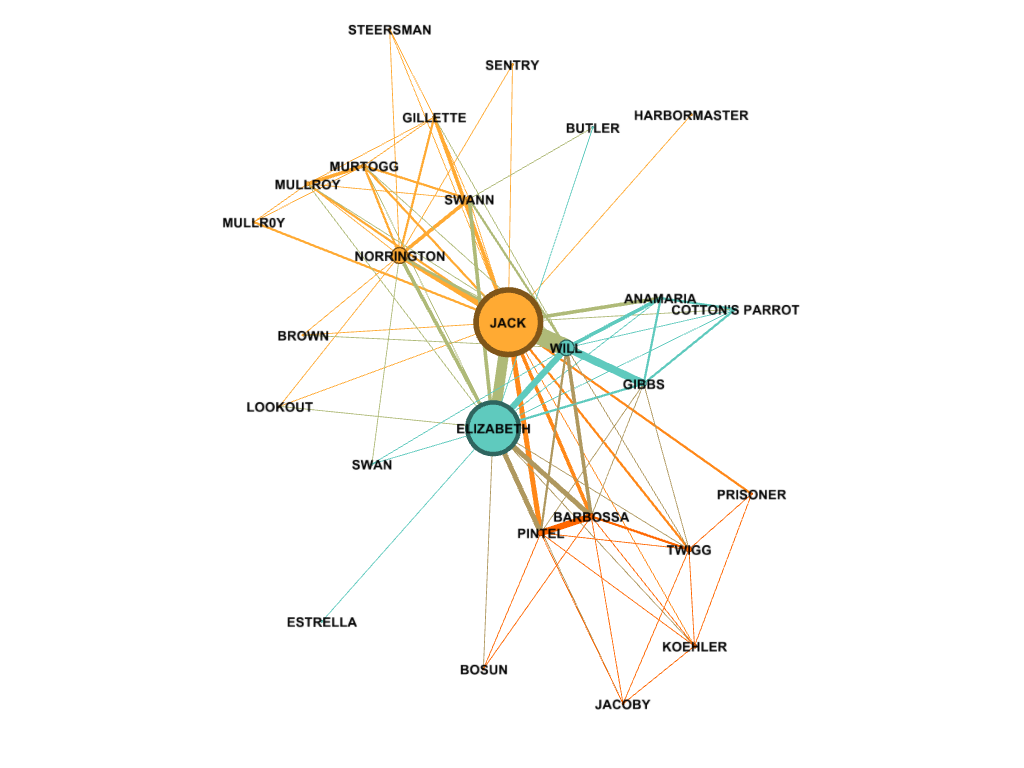 STEERSMAN
SENTRY
HARBORMASTER
GILLETTE
BUTLER
MURTOGG
MULLROY
SWANN
MULLR0Y
NORRINGTON
ANAMARIA
COTTON'S PARROT
JACK
BROWN
WILL
GIBBS
LOOKOUT
ELIZABETH
SWAN
PRISONER
BARBOSSA
PINTEL
TWIGG
ESTRELLA
KOEHLER
BOSUN
JACOBY